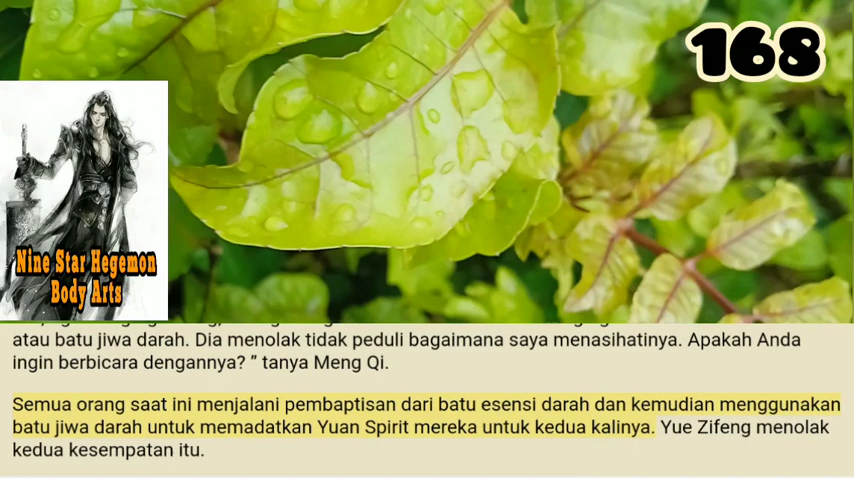 168
Nine Star Hegemon
Body Arts
atau batu jiwa darah. Dia menolak tidak peduli bagaimana saya menasihatinya. Apakah Anda
ingin berbicara dengannya? ” tanya Meng Qi.
Semua orang saat ini menjalani pembaptisan dari batu esensi darah dan kemudian menggunakan
batu jiwa darah untuk memadatkan Yuan Spirit mereka untuk kedua kalinya. Yue Zifeng menolak
kedua kesempatan itu.